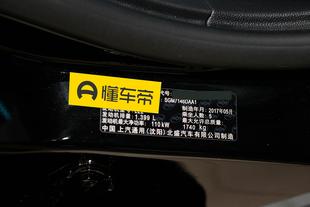 懂车帝
代号:
SGM7146DAA1
制造年月: 2017年05月
发动机排量: 1.399 L 乘坐人数: 5
发动机最大净功率: 110 kW 最大允许总质量:
1740 kg
中国 上汽通用(沈阳)北盛汽车有限公司制造